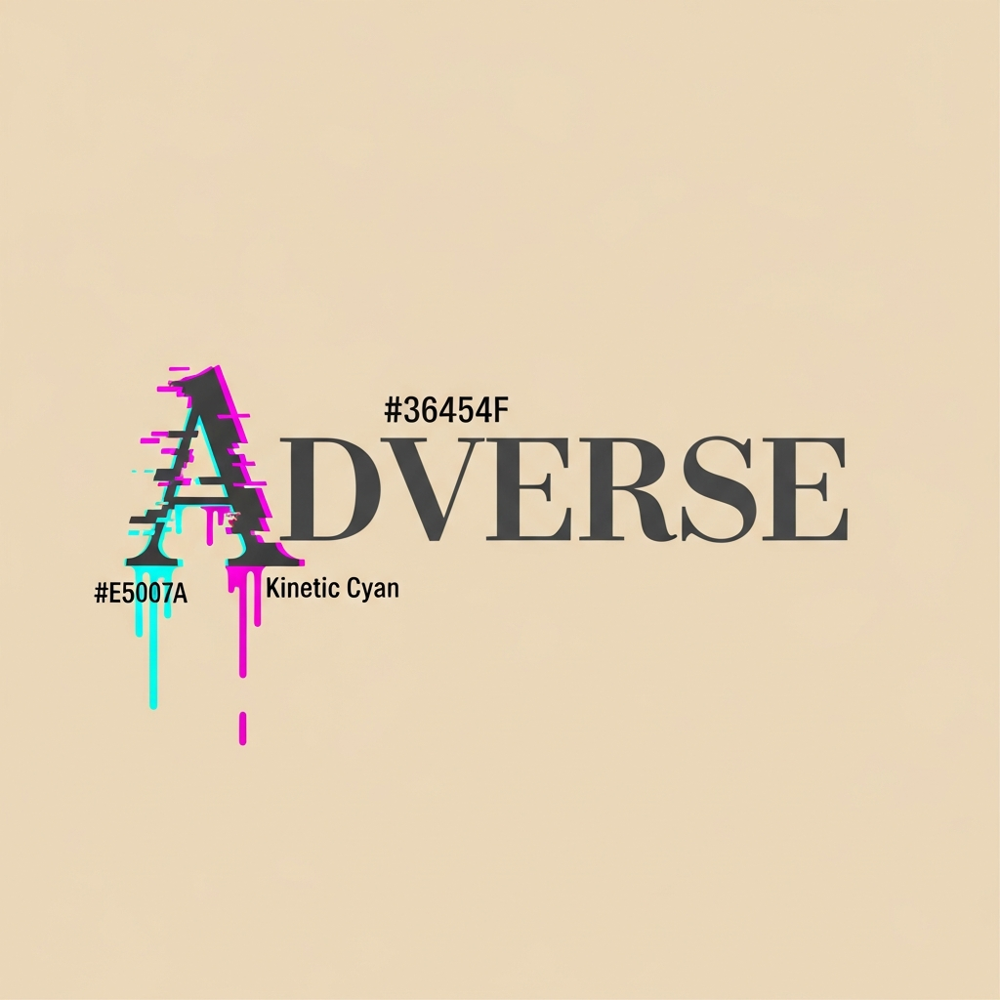 #36454F
ADVERSE
#E5007A
Kinetic Cyan